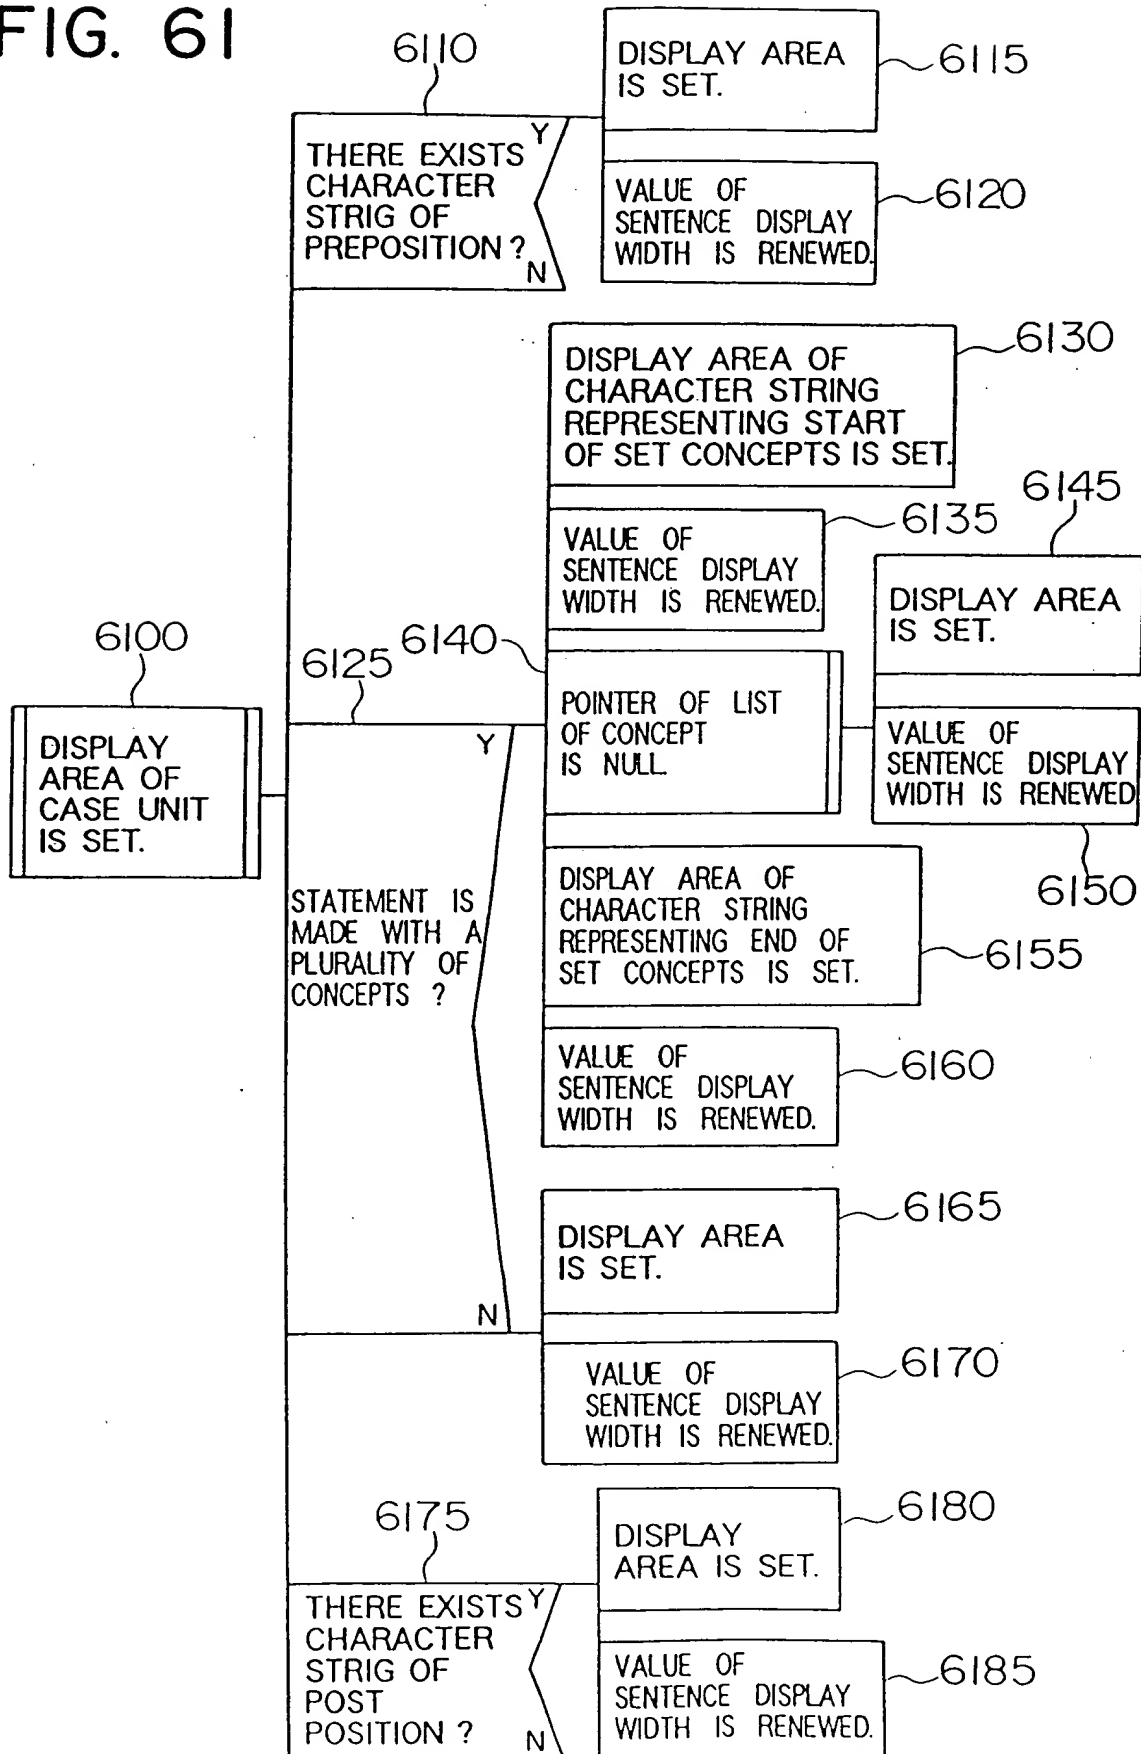 FIG. 61
6110
THERE EXISTS
CHARACTER
STRIG OF
PREPOSITION ?
Y
N
DISPLAY AREA
IS SET.
6115
VALUE OF
SENTENCE DISPLAY
WIDTH IS RENEWED.
6120
DISPLAY AREA OF
CHARACTER STRING
REPRESENTING START
OF SET CONCEPTS IS SET.
6130
VALUE OF
SENTENCE DISPLAY
WIDTH IS RENEWED.
6135
6140
POINTER OF LIST
OF CONCEPT
IS NULL
6145
DISPLAY AREA
IS SET.
VALUE OF
SENTENCE DISPLAY
WIDTH IS RENEWED
6150
6100
DISPLAY
AREA OF
CASE UNIT
IS SET.
6125
Y
STATEMENT IS
MADE WITH A
PLURALITY OF
CONCEPTS ?
N
DISPLAY AREA OF
CHARACTER STRING
REPRESENTING END OF
SET CONCEPTS IS SET.
6155
VALUE OF
SENTENCE DISPLAY
WIDTH IS RENEWED.
6160
DISPLAY AREA
IS SET.
6165
VALUE OF
SENTENCE DISPLAY
WIDTH IS RENEWED.
6170
6175
THERE EXISTS
CHARACTER
STRIG OF
POST
POSITION ?
Y
N
DISPLAY
AREA IS SET.
6180
VALUE OF
SENTENCE DISPLAY
WIDTH IS RENEWED.
6185